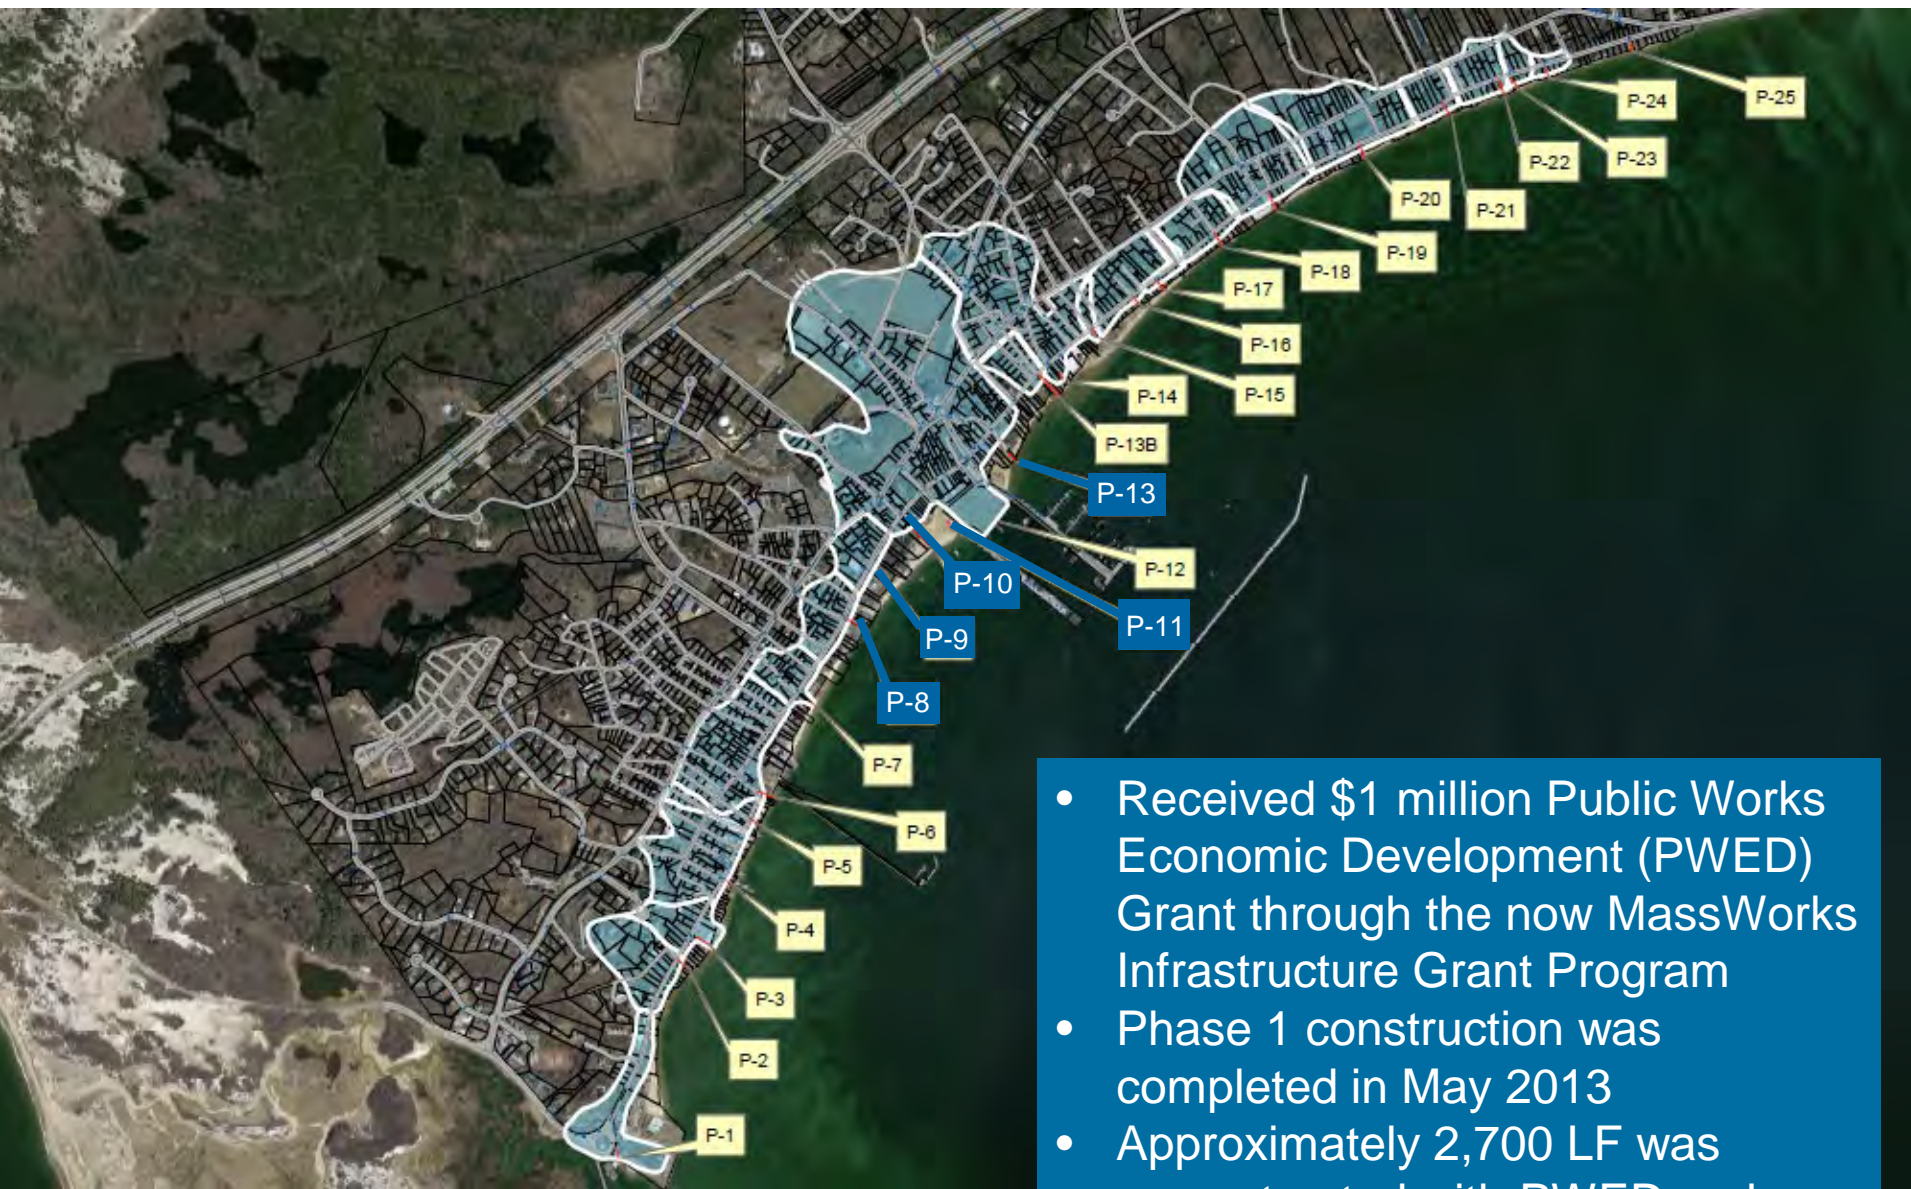 P-25
P-24
P-23
P-22
P-21
P-20
P-19
P-18
P-17
P-16
P-15
P-14
P-13B
P-13
P-12
P-11
P-10
P-9
P-8
P-7
P-6
P-5
P-4
P-3
P-2
P-1
• Received $1 million Public Works
Economic Development (PWED)
Grant through the now MassWorks
Infrastructure Grant Program
• Phase 1 construction was
completed in May 2013
• Approximately 2,700 LF was